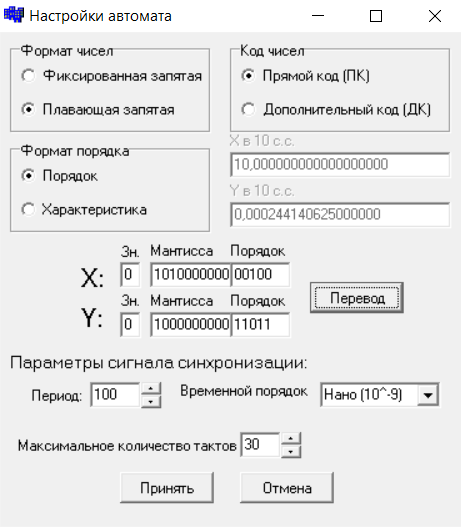 Настройки автомата
Формат чисел
Фиксированная запятая
Плавающая запятая
Код чисел
Прямой код (ПК)
Дополнительный код (ДК)
Формат порядка
Порядок
Характеристика
X в 10 с.с.
10,000000000000000000
Y в 10 с.с.
0,000244140625000000
Зн. Мантисса Порядок
X: 0 1010000000 00100
Зн. Мантисса Порядок
Y: 0 1000000000 11011
Перевод
Параметры сигнала синхронизации:
Период: 100 Временной порядок Нано (10^-9)
Максимальное количество тактов 30
Принять Отмена